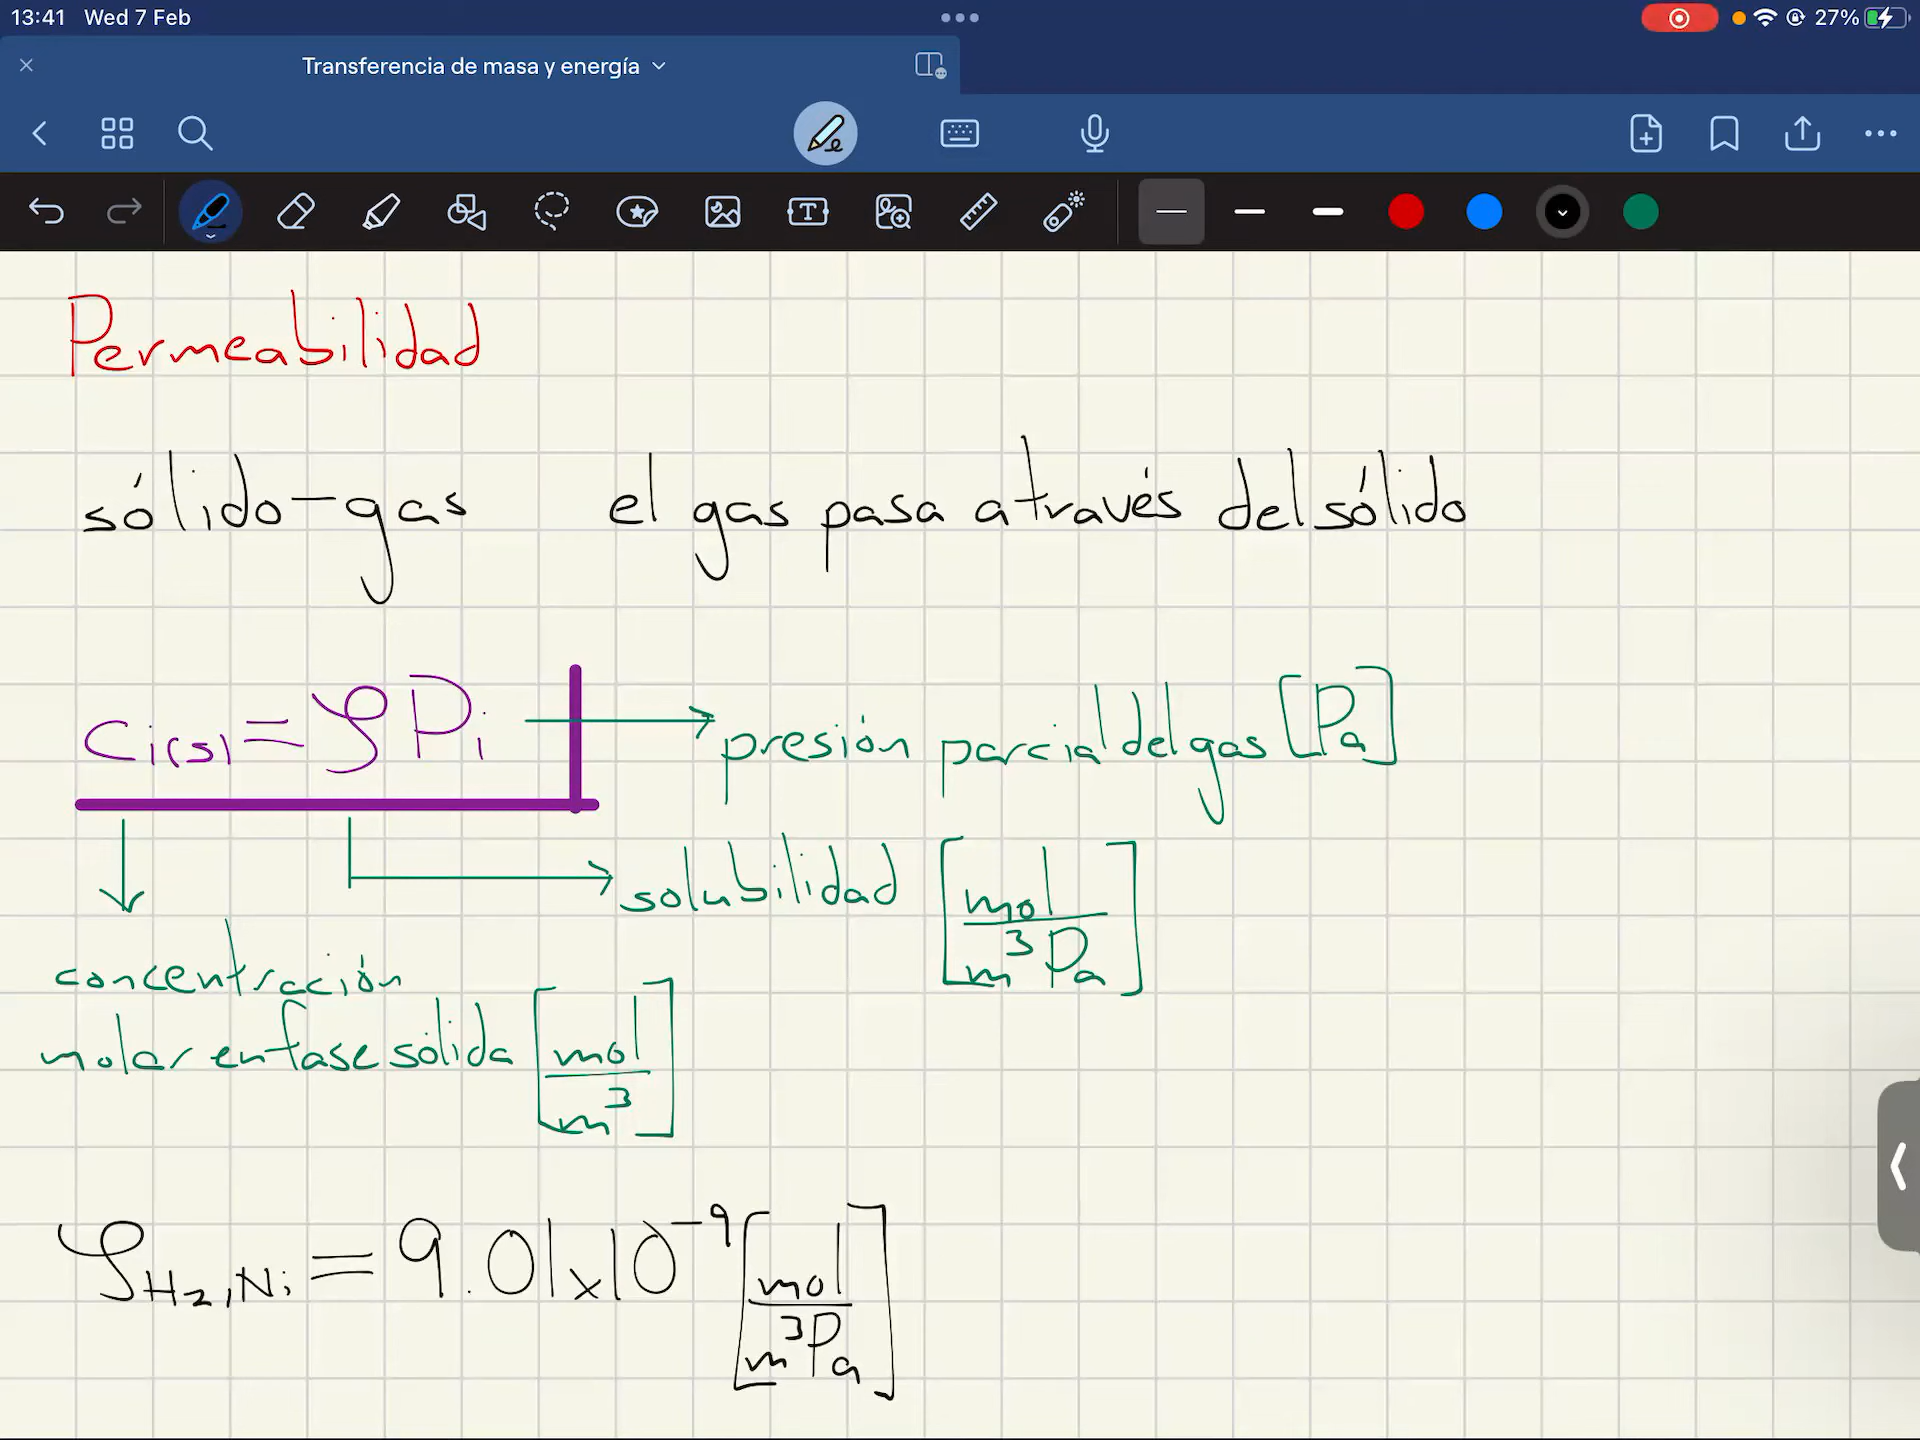 13:41 Wed 7 Feb
27%
Transferencia de masa y energía
Permeabilidad
sólido-gas el gas pasa através del sólido
Ci(s) = φ Pi → presión parcial del gas [Pa]
solubilidad [mol/m³Pa]
concentración
molar en fase sólida [mol/m³]
φH2,Ni = 9.01x10⁻⁹ [mol/m³Pa]